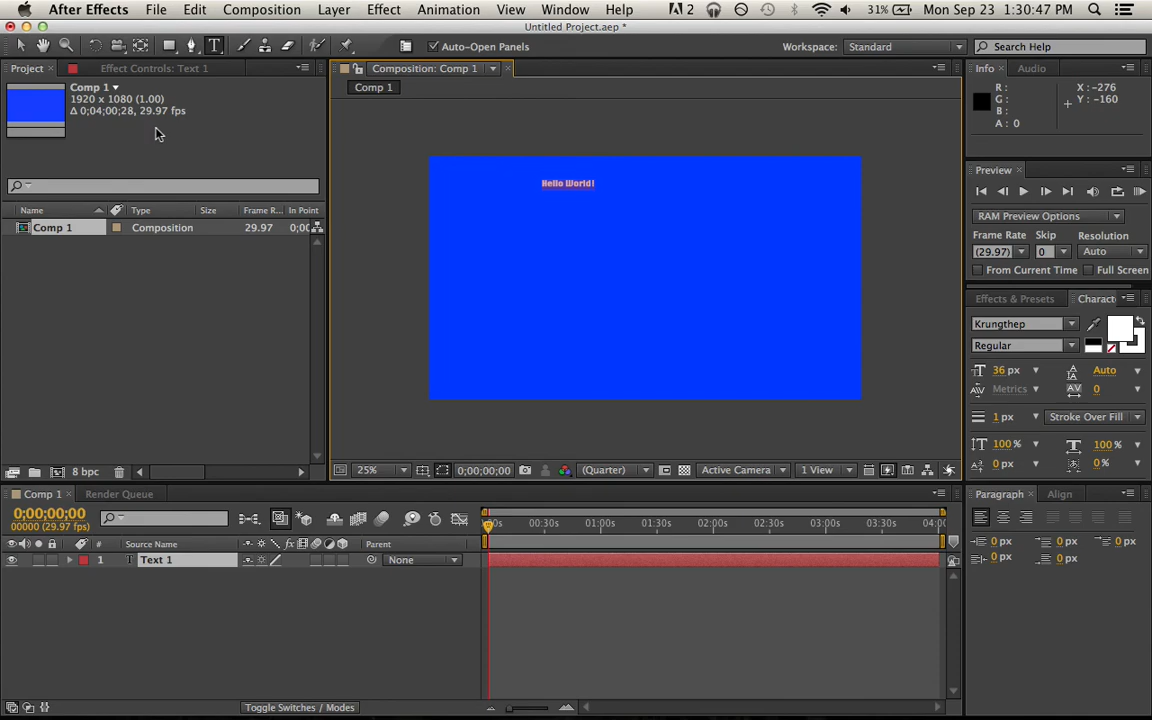 After Effects File Edit Composition Layer Effect Animation View Window Help 2 31% Mon Sep 23 1:30:47 PM
Untitled Project.aep *
T Auto-Open Panels Workspace: Standard Search Help
Project Effect Controls: Text 1 Composition: Comp 1 Info Audio
Comp 1 Comp 1 R: X: -276
1920 x 1080 (1.00) G: Y: -160
Δ 0;04;00;28, 29.97 fps B:
A: 0
Preview
Hello World!
Name Type Size Frame R... In Point RAM Preview Options
Comp 1 Composition 29.97 0;00 Frame Rate Skip Resolution
(29.97) 0 Auto
From Current Time Full Screen
Effects & Presets Charact
Krungthep
Regular
36 px Auto
Metrics 0
1 px Stroke Over Fill
100 % 100 %
0 px 0 %
8 bpc 25% 0;00;00;00 (Quarter) Active Camera 1 View
Comp 1 Render Queue Paragraph Align
0;00;00;00
00000 (29.97 fps) 00:30s 01:00s 01:30s 02:00s 02:30s 03:00s 03:30s 04:00
# Source Name fx Parent 0 px 0 px 0 px
1 T Text 1 None 0 px 0 px
Toggle Switches / Modes